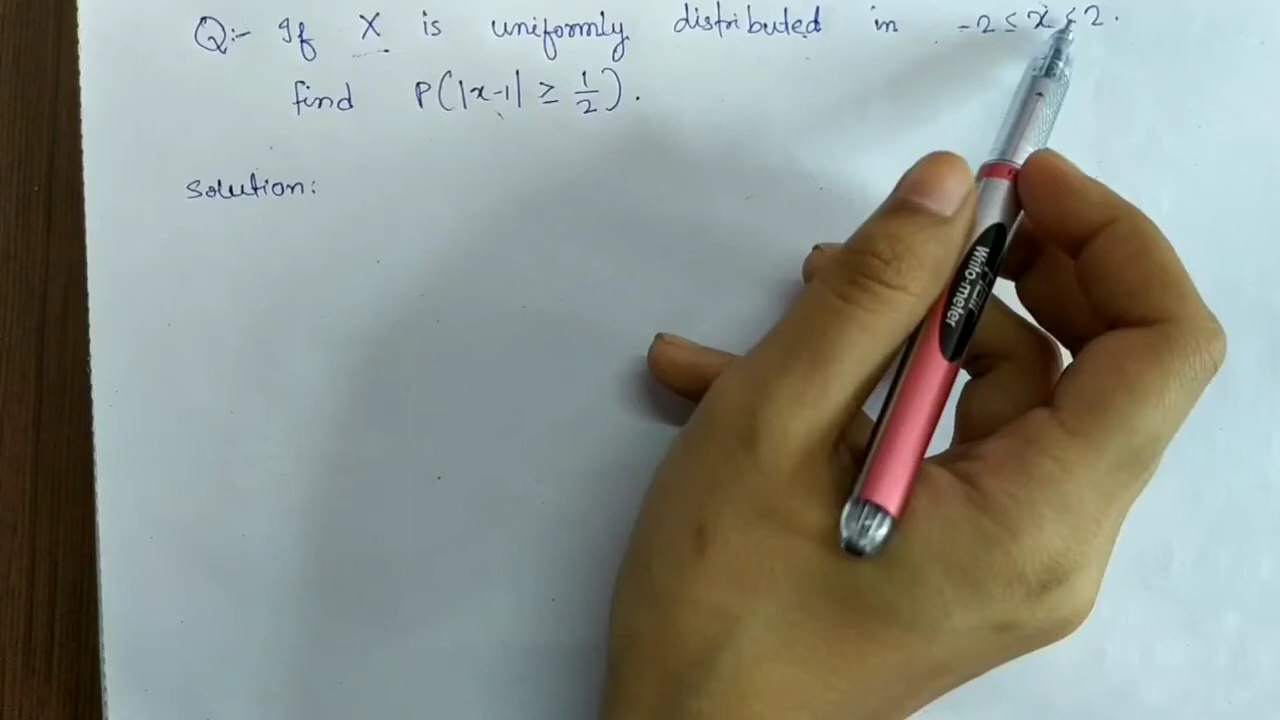 Q:- If X is uniformly distributed in -2 ≤ x ≤ 2.
find P(|x-1| ≥ 1/2).
Solution:
Writo-meter